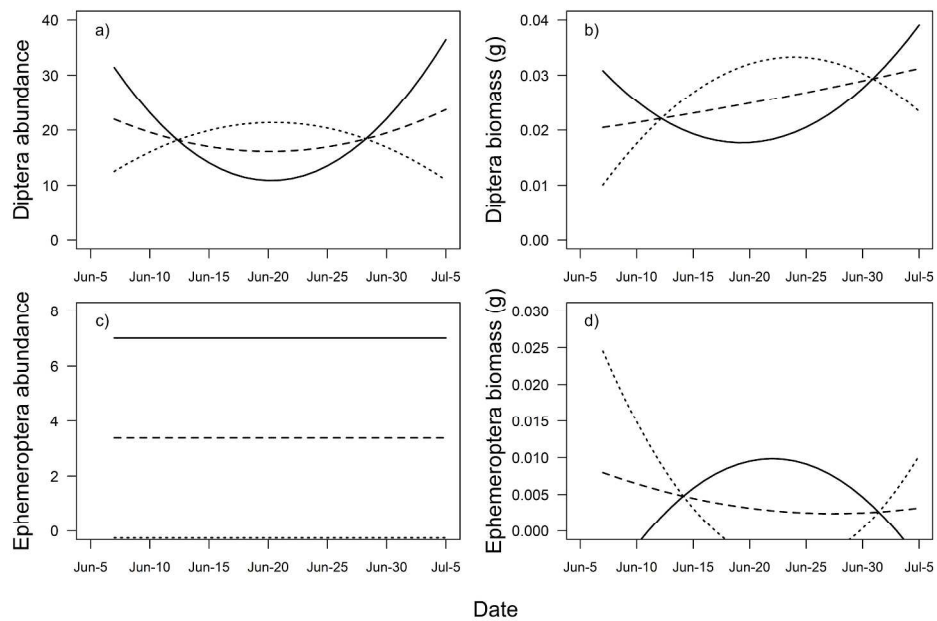 a)
Diptera abundance
40
30
20
10
0
Jun-5 Jun-10 Jun-15 Jun-20 Jun-25 Jun-30 Jul-5
b)
Diptera biomass (g)
0.04
0.03
0.02
0.01
0.00
Jun-5 Jun-10 Jun-15 Jun-20 Jun-25 Jun-30 Jul-5
c)
Ephemeroptera abundance
8
6
4
2
0
Jun-5 Jun-10 Jun-15 Jun-20 Jun-25 Jun-30 Jul-5
d)
Ephemeroptera biomass (g)
0.030
0.025
0.020
0.015
0.010
0.005
0.000
Jun-5 Jun-10 Jun-15 Jun-20 Jun-25 Jun-30 Jul-5
Date